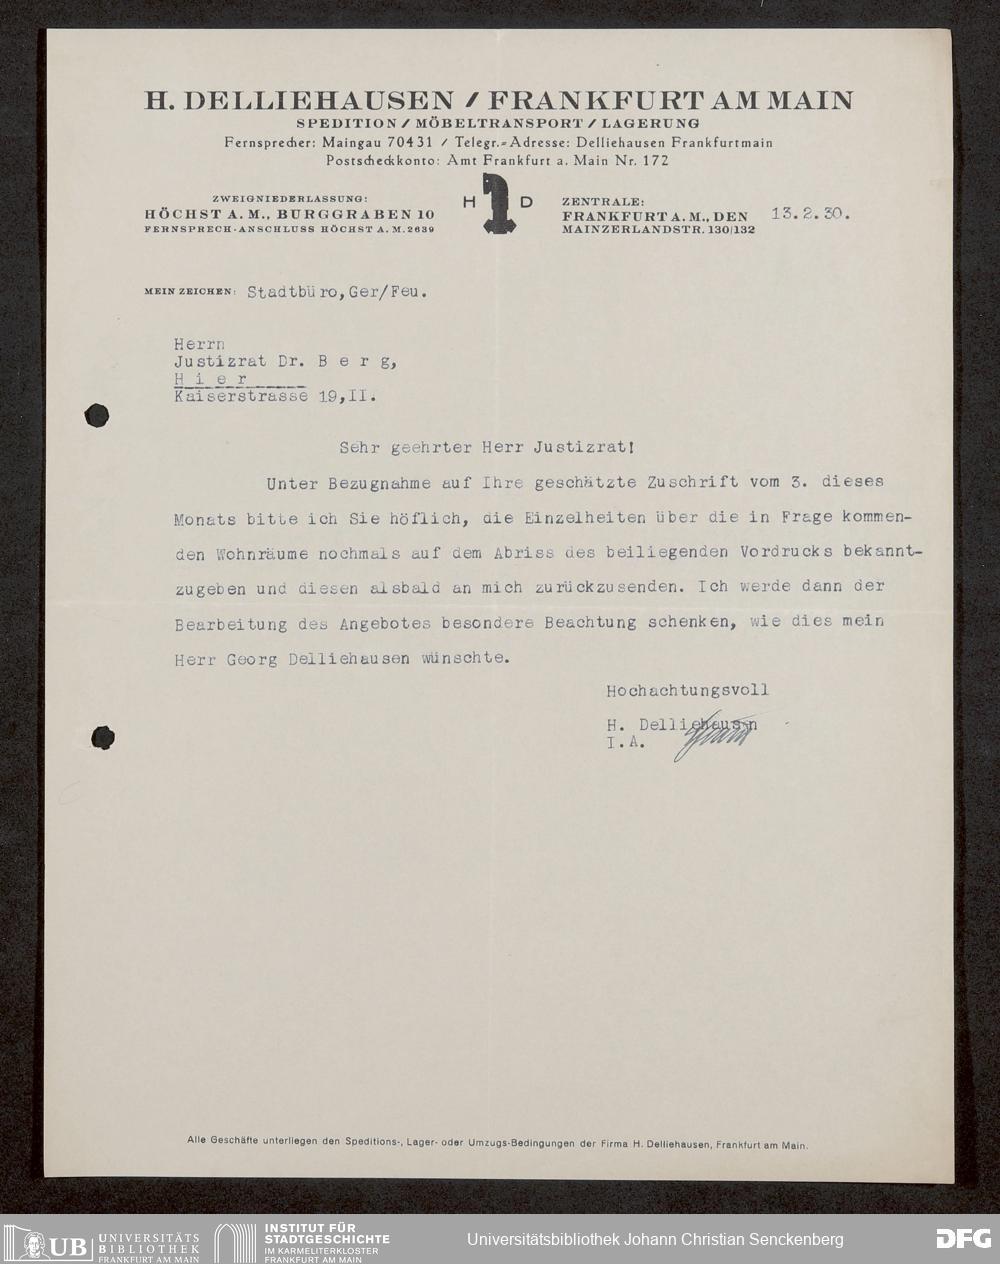 H. DELLIEHAUSEN / FRANKFURT AM MAIN
SPEDITION / MÖBELTRANSPORT / LAGERUNG
Fernsprecher: Maingau 70431 / Telegr.-Adresse: Delliehausen Frankfurtmain
Postscheckkonto: Amt Frankfurt a. Main Nr. 172
H D
ZWEIGNIEDERLASSUNG:
HÖCHST A. M., BURGGRABEN 10
FERNSPRECH-ANSCHLUSS HÖCHST A. M. 2639
ZENTRALE:
FRANKFURT A. M., DEN 13.2.30.
MAINZERLANDSTR. 130/132
MEIN ZEICHEN: Stadtbüro, Ger/Feu.
Herrn
Justizrat Dr. B e r g,
H i e r
Kaiserstrasse 19,II.
Sehr geehrter Herr Justizrat!
Unter Bezugnahme auf Ihre geschätzte Zuschrift vom 3. dieses
Monats bitte ich Sie höflich, die Einzelheiten über die in Frage kommen-
den Wohnräume nochmals auf dem Abriss des beiliegenden Vordrucks bekannt-
zugeben und diesen alsbald an mich zurückzusenden. Ich werde dann der
Bearbeitung des Angebotes besondere Beachtung schenken, wie dies mein
Herr Georg Delliehausen wünschte.
Hochachtungsvoll
H. Delliehausen
I.A.
Alle Geschäfte unterliegen den Speditions-, Lager- oder Umzugs-Bedingungen der Firma H. Delliehausen, Frankfurt am Main.
UB UNIVERSITÄTS
BIBLIOTHEK
FRANKFURT AM MAIN
INSTITUT FÜR
STADTGESCHICHTE
IM KARMELITERKLOSTER
FRANKFURT AM MAIN
Universitätsbibliothek Johann Christian Senckenberg
DFG